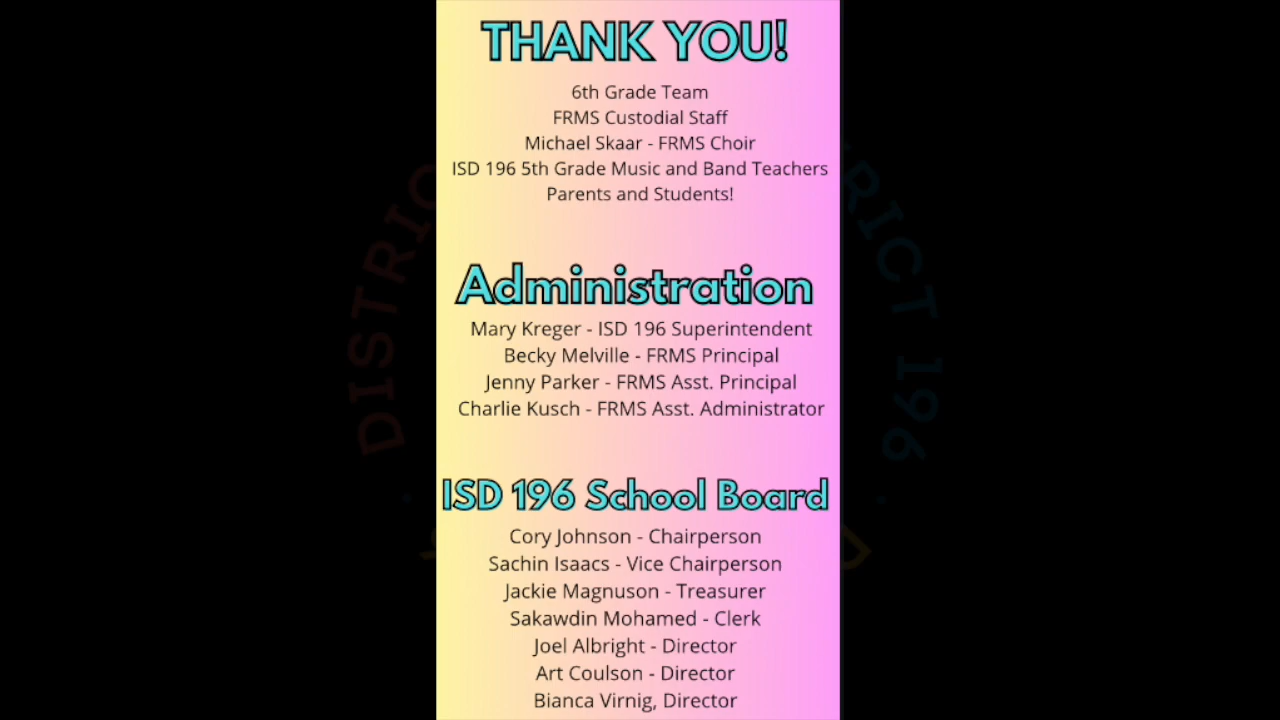 THANK YOU!
6th Grade Team
FRMS Custodial Staff
Michael Skaar - FRMS Choir
ISD 196 5th Grade Music and Band Teachers
Parents and Students!
Administration
Mary Kreger - ISD 196 Superintendent
Becky Melville - FRMS Principal
Jenny Parker - FRMS Asst. Principal
Charlie Kusch - FRMS Asst. Administrator
ISD 196 School Board
Cory Johnson - Chairperson
Sachin Isaacs - Vice Chairperson
Jackie Magnuson - Treasurer
Sakawdin Mohamed - Clerk
Joel Albright - Director
Art Coulson - Director
Bianca Virnig, Director
DISTRIC
RICT 196